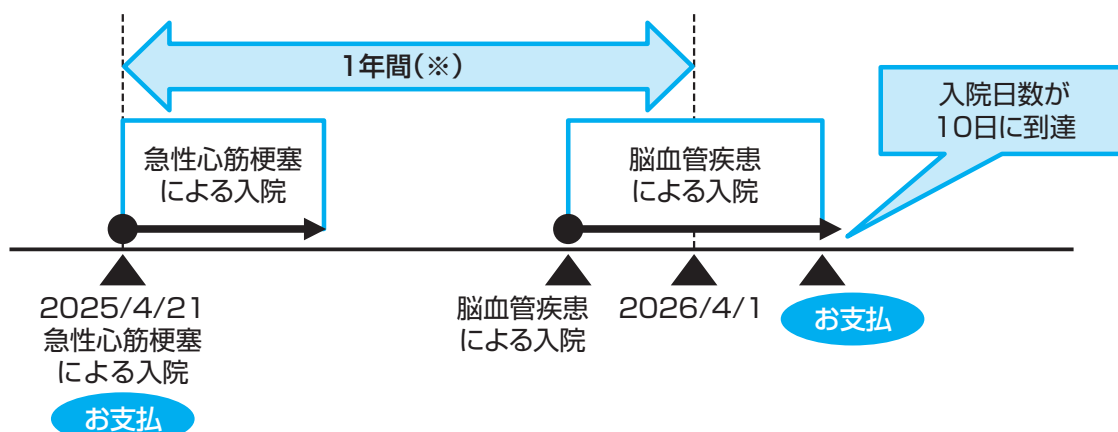 1年間(※)
急性心筋梗塞
による入院
脳血管疾患
による入院
入院日数が
10日に到達
2025/4/21
急性心筋梗塞
による入院
お支払
脳血管疾患
による入院
2026/4/1
お支払